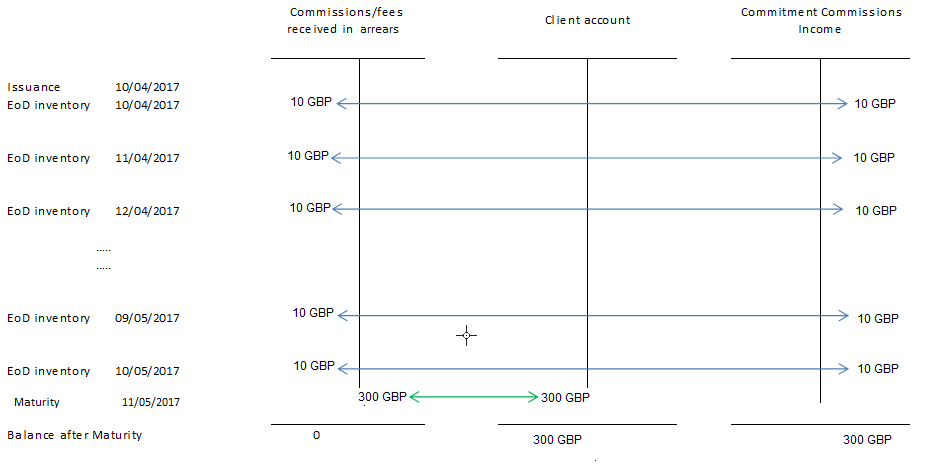 Commissions/fees
received in arrears
Client account
Commitment Commissions
Income
Issuance 10/04/2017
EoD inventory 10/04/2017 10 GBP 10 GBP
EoD inventory 11/04/2017 10 GBP 10 GBP
EoD inventory 12/04/2017 10 GBP 10 GBP
.....
.....
EoD inventory 09/05/2017 10 GBP 10 GBP
EoD inventory 10/05/2017 10 GBP 10 GBP
Maturity 11/05/2017 300 GBP 300 GBP
Balance after Maturity 0 300 GBP 300 GBP